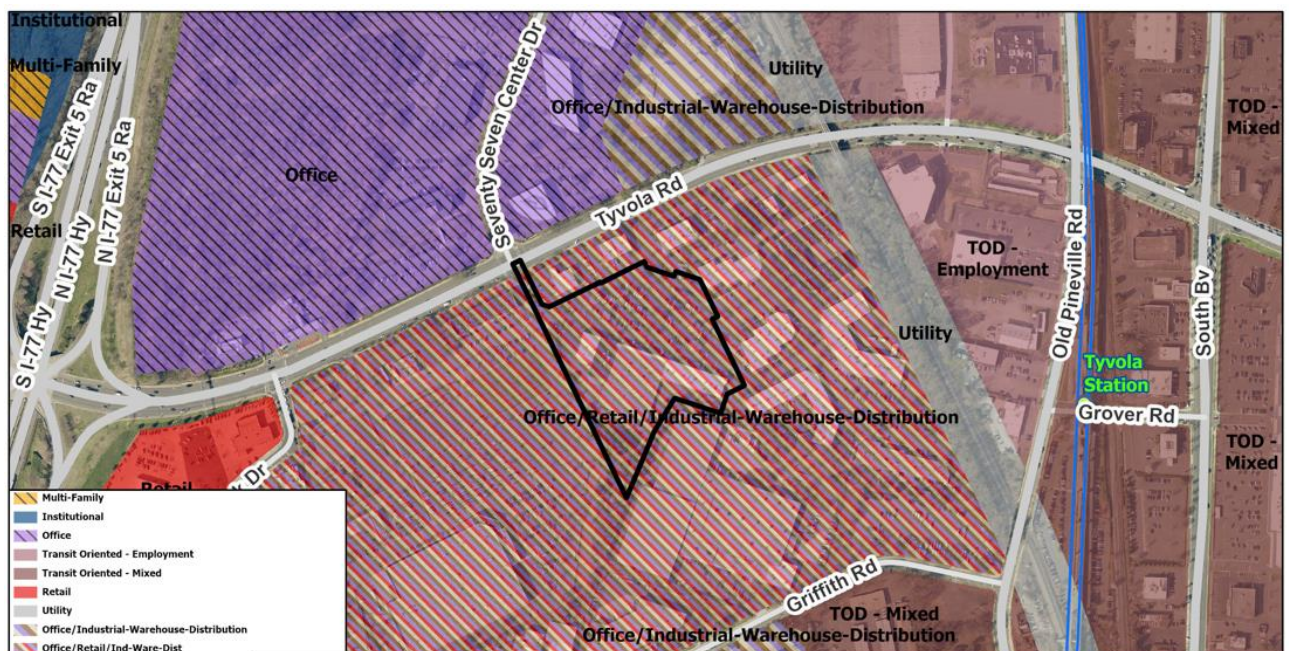 Institutional
Multi-Family
S I-77 Exit 5 Ra
N I-77 Exit 5 Ra
Retail
N I-77 Hy
S I-77 Hy
Office
Seventy Seven Center Dr
Tyvola Rd
Office/Industrial-Warehouse-Distribution
Utility
TOD -
Mixed
TOD -
Employment
Old Pineville Rd
South Bv
Utility
Tyvola
Station
Grover Rd
Office/Retail/Industrial-Warehouse-Distribution
TOD -
Mixed
Retail
Dr
Griffith Rd
TOD - Mixed
Office/Industrial-Warehouse-Distribution
Multi-Family
Institutional
Office
Transit Oriented - Employment
Transit Oriented - Mixed
Retail
Utility
Office/Industrial-Warehouse-Distribution
Office/Retail/Ind-Ware-Dist